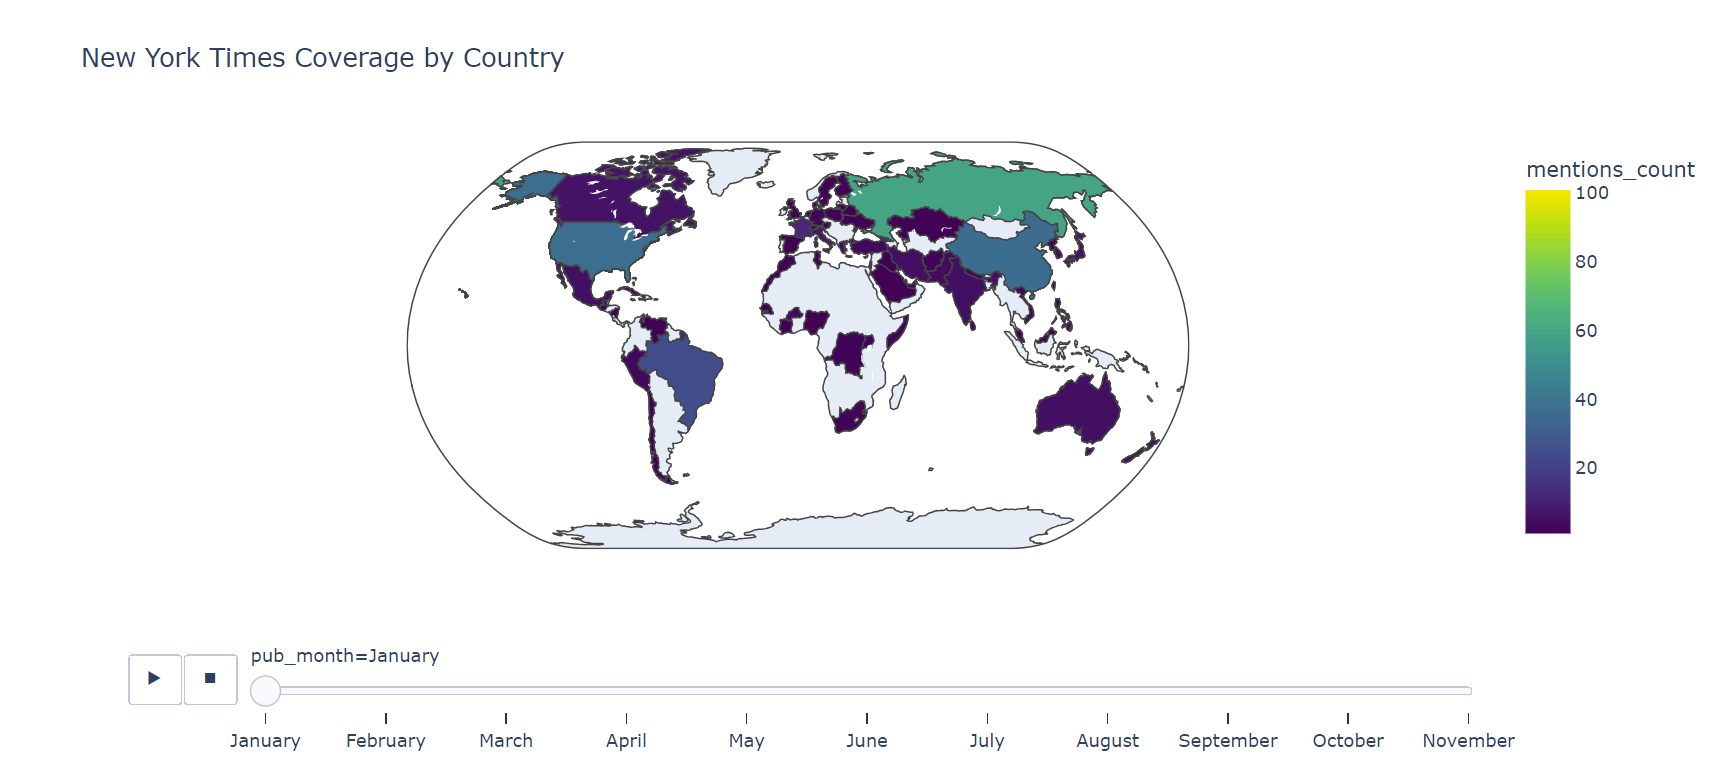 New York Times Coverage by Country
mentions_count
100
80
60
40
20
pub_month=January
January February March April May June July August September October November